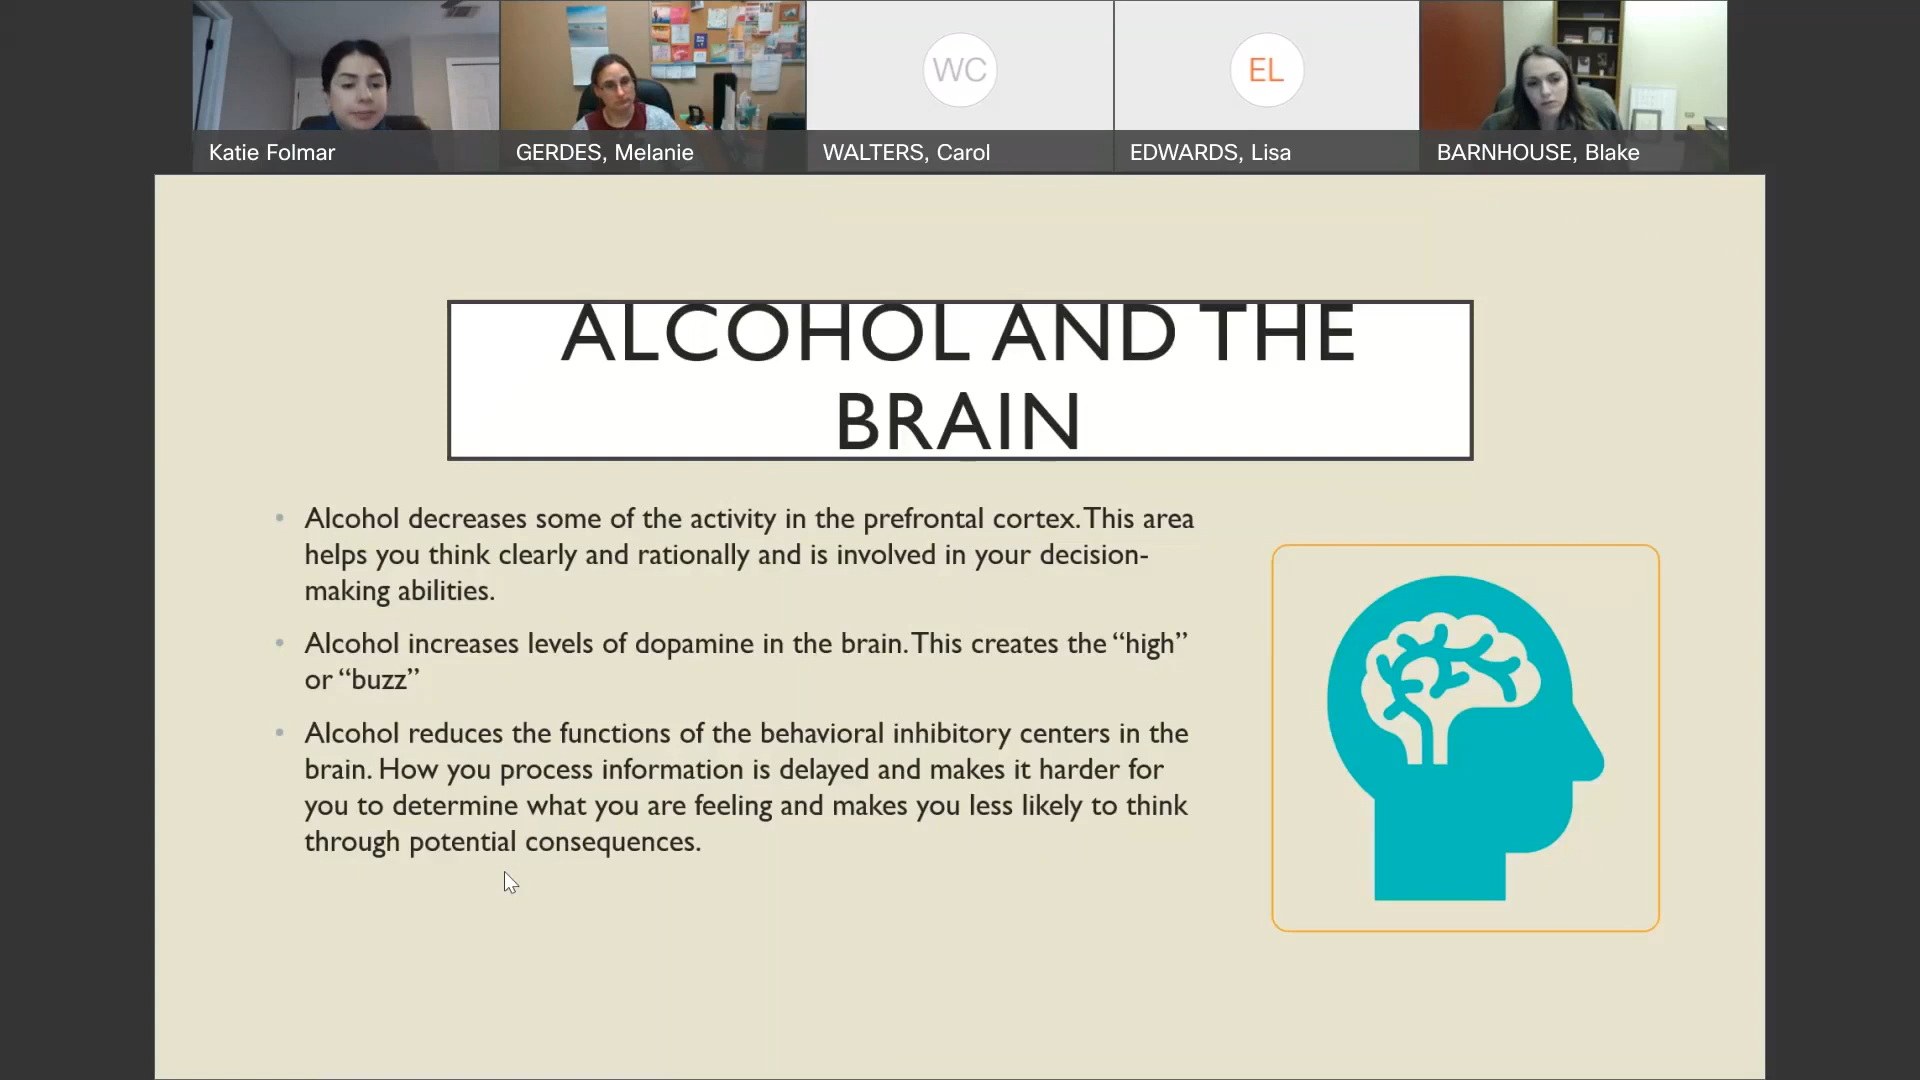 Katie Folmar
GERDES, Melanie
WC
WALTERS, Carol
EL
EDWARDS, Lisa
BARNHOUSE, Blake
ALCOHOL AND THE
BRAIN
• Alcohol decreases some of the activity in the prefrontal cortex. This area
helps you think clearly and rationally and is involved in your decision-
making abilities.
• Alcohol increases levels of dopamine in the brain. This creates the “high”
or “buzz”
• Alcohol reduces the functions of the behavioral inhibitory centers in the
brain. How you process information is delayed and makes it harder for
you to determine what you are feeling and makes you less likely to think
through potential consequences.